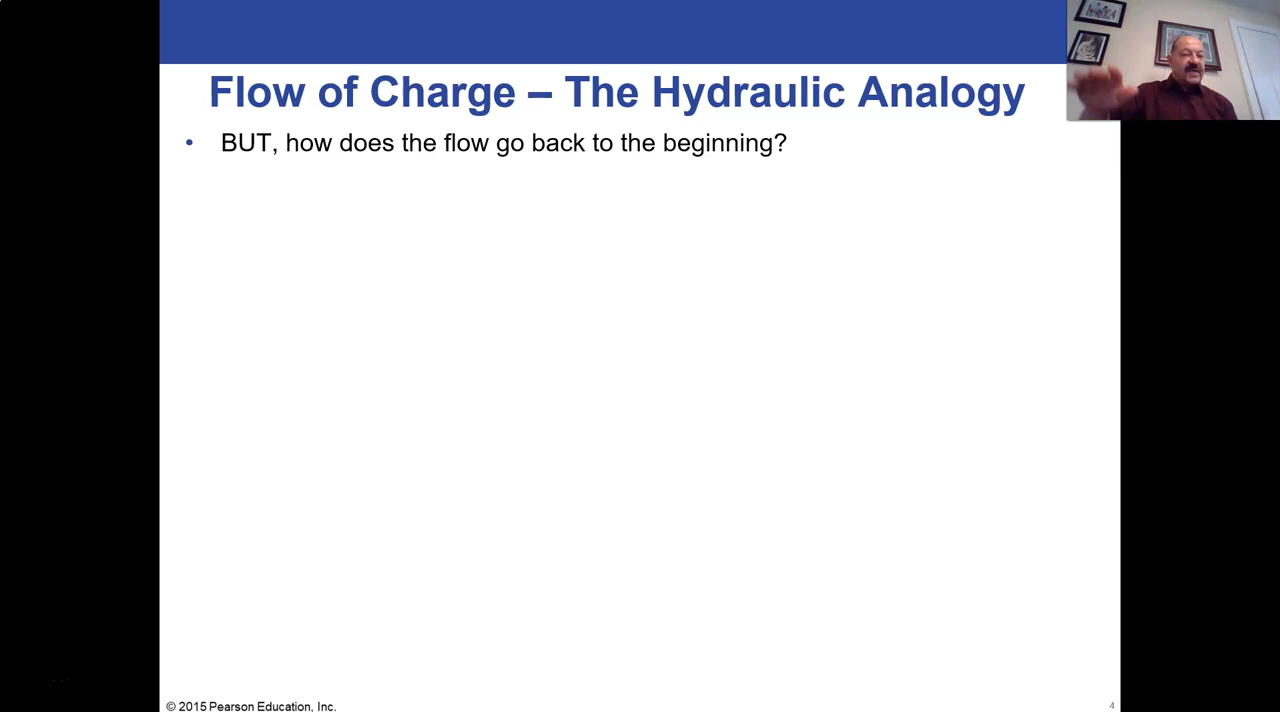 Flow of Charge – The Hydraulic Analogy
• BUT, how does the flow go back to the beginning?
© 2015 Pearson Education, Inc.
4